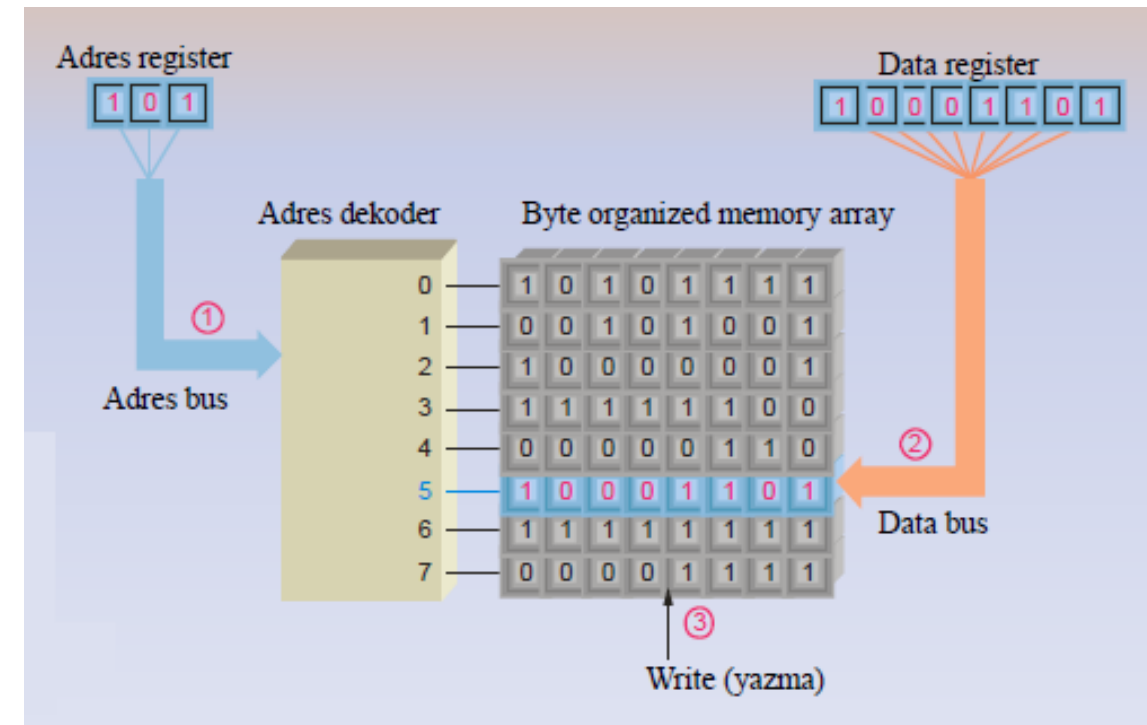 Adres register
1 0 1
Data register
1 0 0 0 1 1 0 1
Adres dekoder
Byte organized memory array
0 1 0 1 0 1 1 1 1
1 0 0 1 0 1 0 0 1
2 1 0 0 0 0 0 0 1
3 1 1 1 1 1 1 0 0
4 0 0 0 0 0 1 1 0
5 1 0 0 0 1 1 0 1
6 1 1 1 1 1 1 1 1
7 0 0 0 0 1 1 1 1
1
Adres bus
2
Data bus
3
Write (yazma)